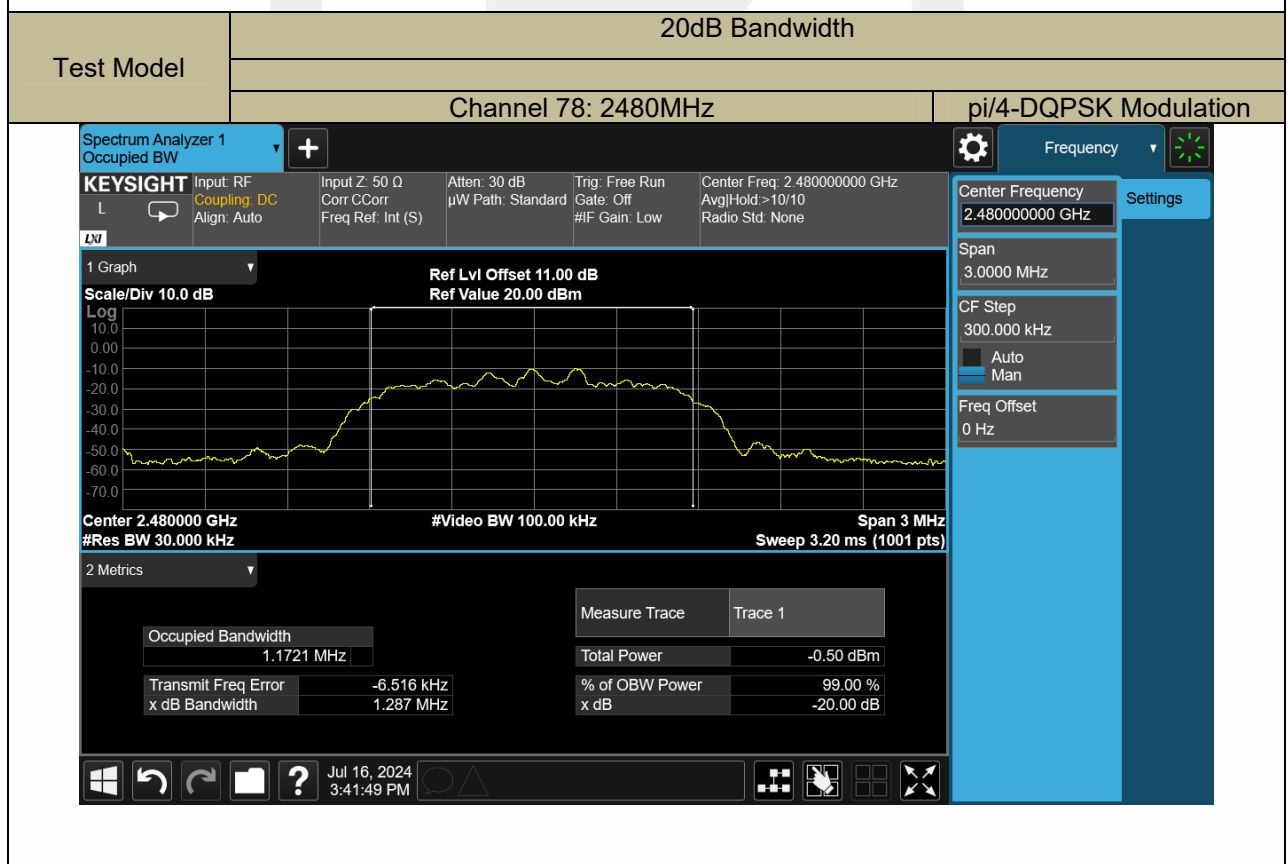 20dB Bandwidth
Test Model
Channel 78: 2480MHz
pi/4-DQPSK Modulation
Spectrum Analyzer 1
Occupied BW
Frequency
KEYSIGHT
L
LXI
Input: RF
Coupling: DC
Align: Auto
Input Z: 50 Ω
Corr CCorr
Freq Ref: Int (S)
Atten: 30 dB
µW Path: Standard
Trig: Free Run
Gate: Off
#IF Gain: Low
Center Freq: 2.480000000 GHz
Avg|Hold:>10/10
Radio Std: None
Center Frequency
2.480000000 GHz
Settings
Span
3.0000 MHz
CF Step
300.000 kHz
Auto
Man
Freq Offset
0 Hz
1 Graph
Scale/Div 10.0 dB
Ref Lvl Offset 11.00 dB
Ref Value 20.00 dBm
Log
10.0
0.00
-10.0
-20.0
-30.0
-40.0
-50.0
-60.0
-70.0
Center 2.480000 GHz
#Video BW 100.00 kHz
Span 3 MHz
#Res BW 30.000 kHz
Sweep 3.20 ms (1001 pts)
2 Metrics
Measure Trace
Trace 1
Occupied Bandwidth
1.1721 MHz
Total Power
-0.50 dBm
Transmit Freq Error
-6.516 kHz
% of OBW Power
99.00 %
x dB Bandwidth
1.287 MHz
x dB
-20.00 dB
?
Jul 16, 2024
3:41:49 PM